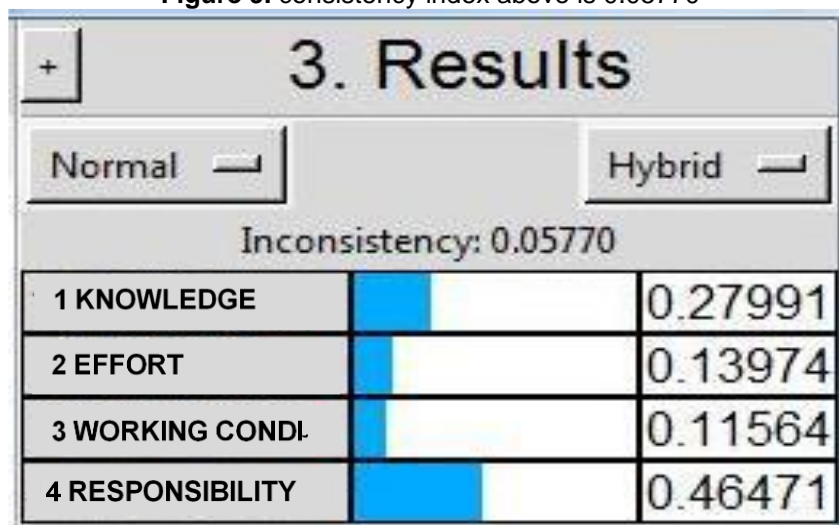 3. Results
+
Normal
Hybrid
Inconsistency: 0.05770
1 KNOWLEDGE 0.27991
2 EFFORT 0.13974
3 WORKING CONDI 0.11564
4 RESPONSIBILITY 0.46471